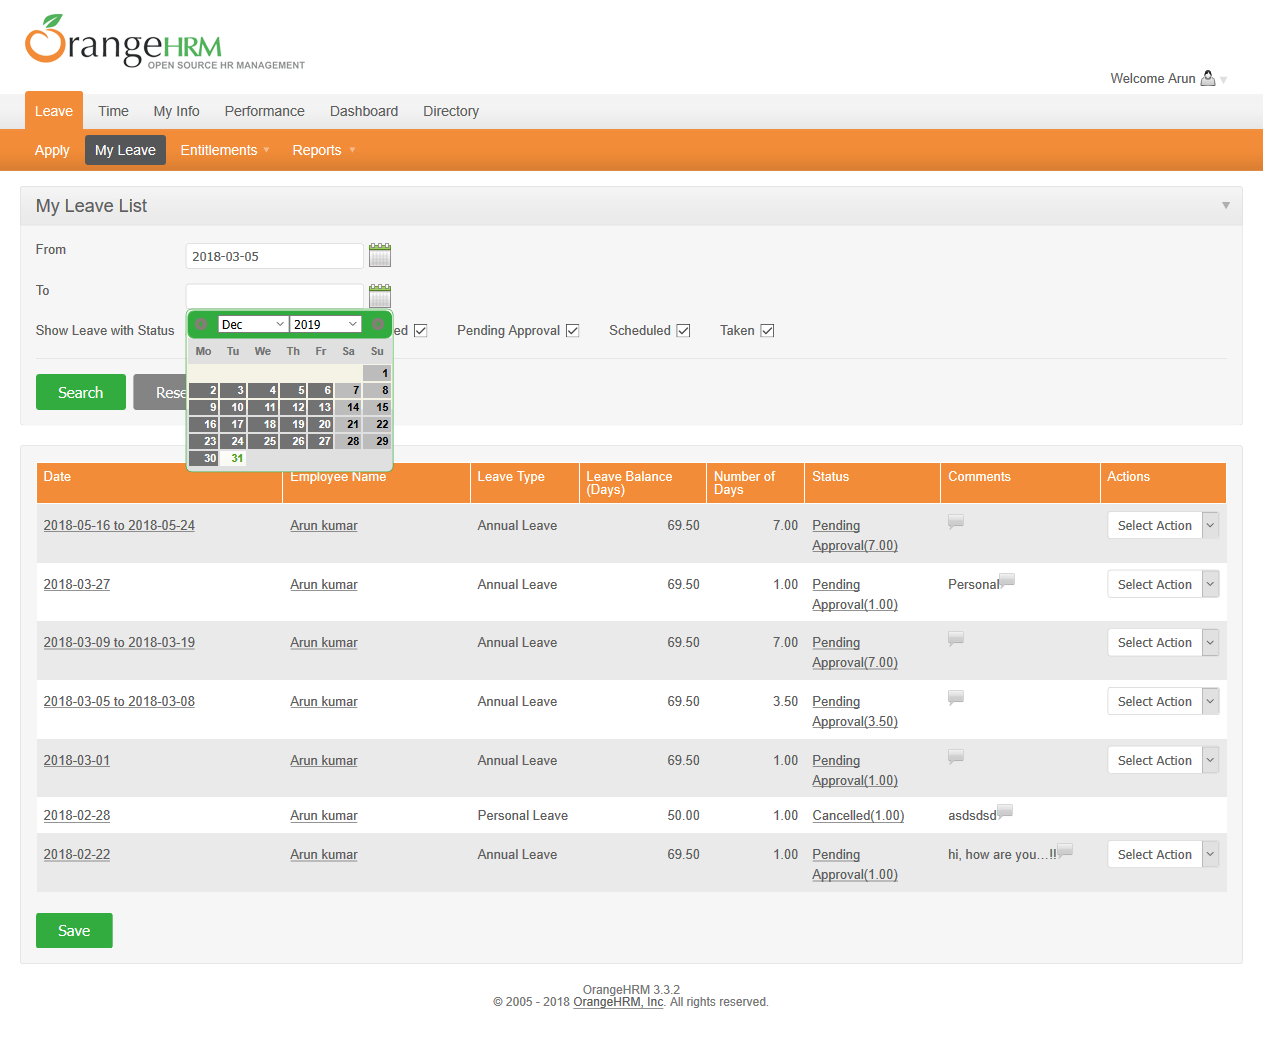 OrangeHRM
OPEN SOURCE HR MANAGEMENT
Welcome Arun
Leave Time My Info Performance Dashboard Directory
Apply My Leave Entitlements Reports
My Leave List
From 2018-03-05
To
Dec 2019
Show Leave with Status ed Pending Approval Scheduled Taken
Mo Tu We Th Fr Sa Su
1
2 3 4 5 6 7 8
9 10 11 12 13 14 15
16 17 18 19 20 21 22
23 24 25 26 27 28 29
30 31
Search Rese
Date Employee Name Leave Type Leave Balance (Days) Number of Days Status Comments Actions
2018-05-16 to 2018-05-24 Arun kumar Annual Leave 69.50 7.00 Pending Approval(7.00) Select Action
2018-03-27 Arun kumar Annual Leave 69.50 1.00 Pending Approval(1.00) Personal Select Action
2018-03-09 to 2018-03-19 Arun kumar Annual Leave 69.50 7.00 Pending Approval(7.00) Select Action
2018-03-05 to 2018-03-08 Arun kumar Annual Leave 69.50 3.50 Pending Approval(3.50) Select Action
2018-03-01 Arun kumar Annual Leave 69.50 1.00 Pending Approval(1.00) Select Action
2018-02-28 Arun kumar Personal Leave 50.00 1.00 Cancelled(1.00) asdsdsd
2018-02-22 Arun kumar Annual Leave 69.50 1.00 Pending Approval(1.00) hi, how are you...!! Select Action
Save
OrangeHRM 3.3.2
© 2005 - 2018 OrangeHRM, Inc. All rights reserved.